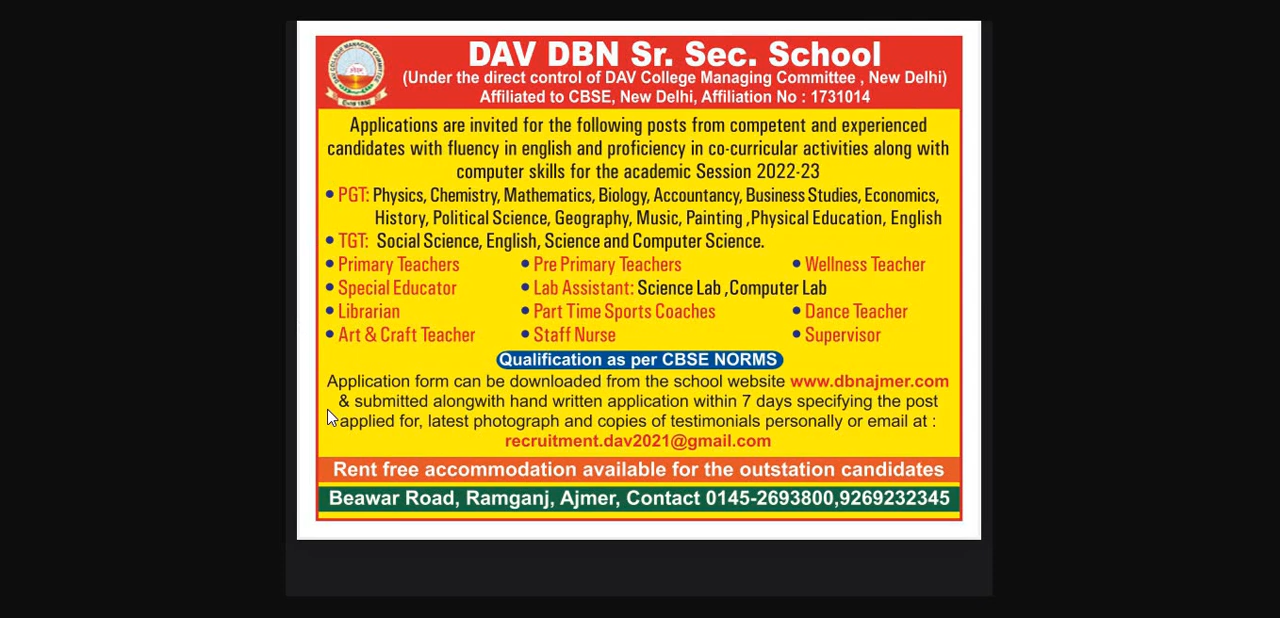 DAV DBN Sr. Sec. School
(Under the direct control of DAV College Managing Committee , New Delhi)
Affiliated to CBSE, New Delhi, Affiliation No : 1731014
Applications are invited for the following posts from competent and experienced
candidates with fluency in english and proficiency in co-curricular activities along with
computer skills for the academic Session 2022-23
• PGT: Physics, Chemistry, Mathematics, Biology, Accountancy, Business Studies, Economics,
History, Political Science, Geography, Music, Painting ,Physical Education, English
• TGT: Social Science, English, Science and Computer Science.
• Primary Teachers • Pre Primary Teachers • Wellness Teacher
• Special Educator • Lab Assistant: Science Lab ,Computer Lab
• Librarian • Part Time Sports Coaches • Dance Teacher
• Art & Craft Teacher • Staff Nurse • Supervisor
Qualification as per CBSE NORMS
Application form can be downloaded from the school website www.dbnajmer.com
& submitted alongwith hand written application within 7 days specifying the post
applied for, latest photograph and copies of testimonials personally or email at :
recruitment.dav2021@gmail.com
Rent free accommodation available for the outstation candidates
Beawar Road, Ramganj, Ajmer, Contact 0145-2693800,9269232345